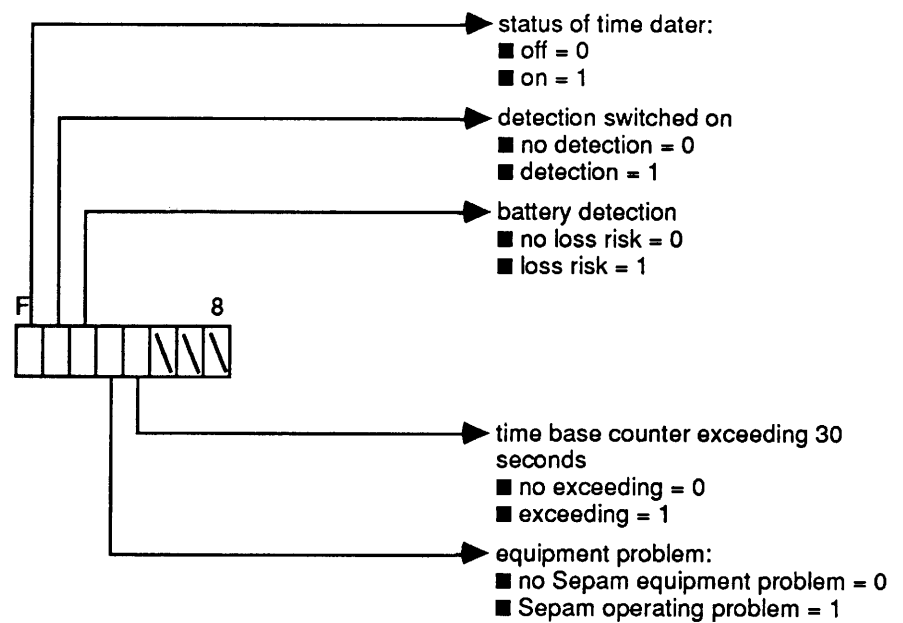 status of time dater:
■ off = 0
■ on = 1
detection switched on
■ no detection = 0
■ detection = 1
battery detection
■ no loss risk = 0
■ loss risk = 1
F 8
time base counter exceeding 30
seconds
■ no exceeding = 0
■ exceeding = 1
equipment problem:
■ no Sepam equipment problem = 0
■ Sepam operating problem = 1